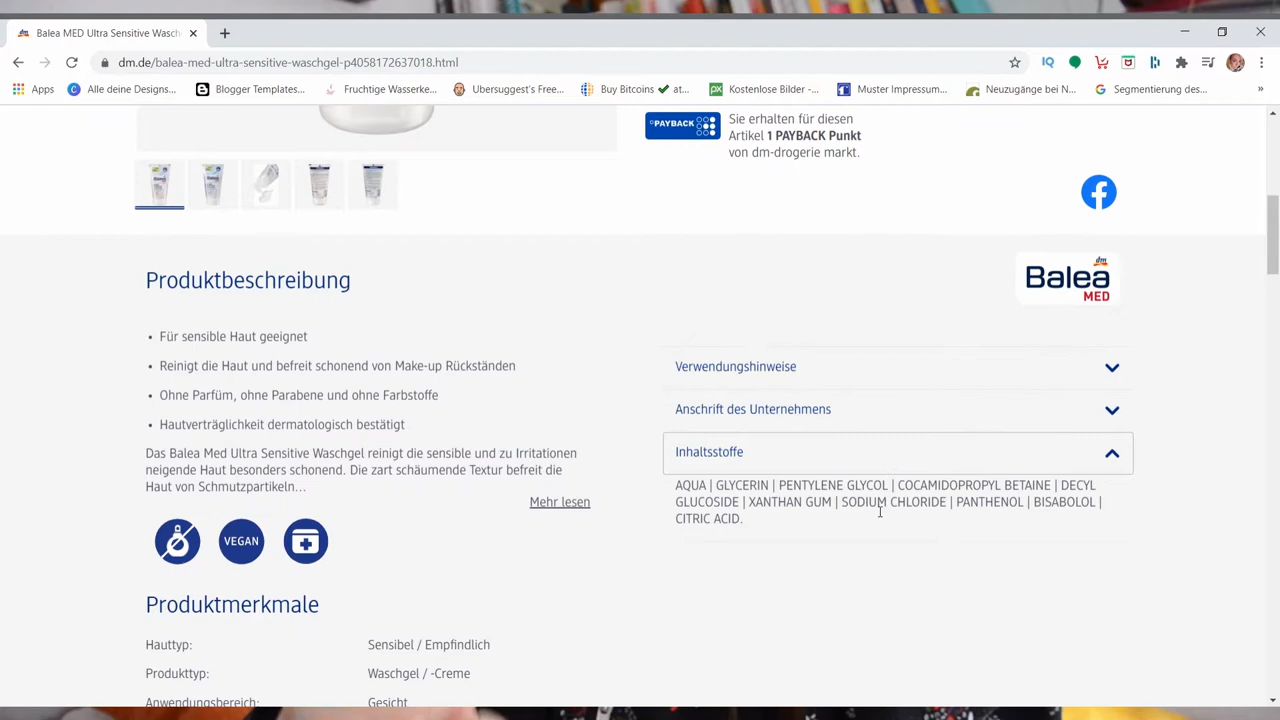 Balea MED Ultra Sensitive Wasch
dm.de/balea-med-ultra-sensitive-waschgel-p4058172637018.html
Apps
Alle deine Designs...
Blogger Templates...
Fruchtige Wasserke...
Ubersuggest's Free...
Buy Bitcoins ✔ at...
Kostenlose Bilder -...
Muster Impressum...
Neuzugänge bei N...
Segmentierung des...
»
°PAYBACK
Sie erhalten für diesen
Artikel 1 PAYBACK Punkt
von dm-drogerie markt.
Produktbeschreibung
dm
Balea
MED
• Für sensible Haut geeignet
• Reinigt die Haut und befreit schonend von Make-up Rückständen
• Ohne Parfüm, ohne Parabene und ohne Farbstoffe
• Hautverträglichkeit dermatologisch bestätigt
Das Balea Med Ultra Sensitive Waschgel reinigt die sensible und zu Irritationen
neigende Haut besonders schonend. Die zart schäumende Textur befreit die
Haut von Schmutzpartikeln...
Mehr lesen
VEGAN
Verwendungshinweise
Anschrift des Unternehmens
Inhaltsstoffe
AQUA | GLYCERIN | PENTYLENE GLYCOL | COCAMIDOPROPYL BETAINE | DECYL
GLUCOSIDE | XANTHAN GUM | SODIUM CHLORIDE | PANTHENOL | BISABOLOL |
CITRIC ACID.
Produktmerkmale
Hauttyp: Sensibel / Empfindlich
Produkttyp: Waschgel / -Creme
Anwendungsbereich: Gesicht